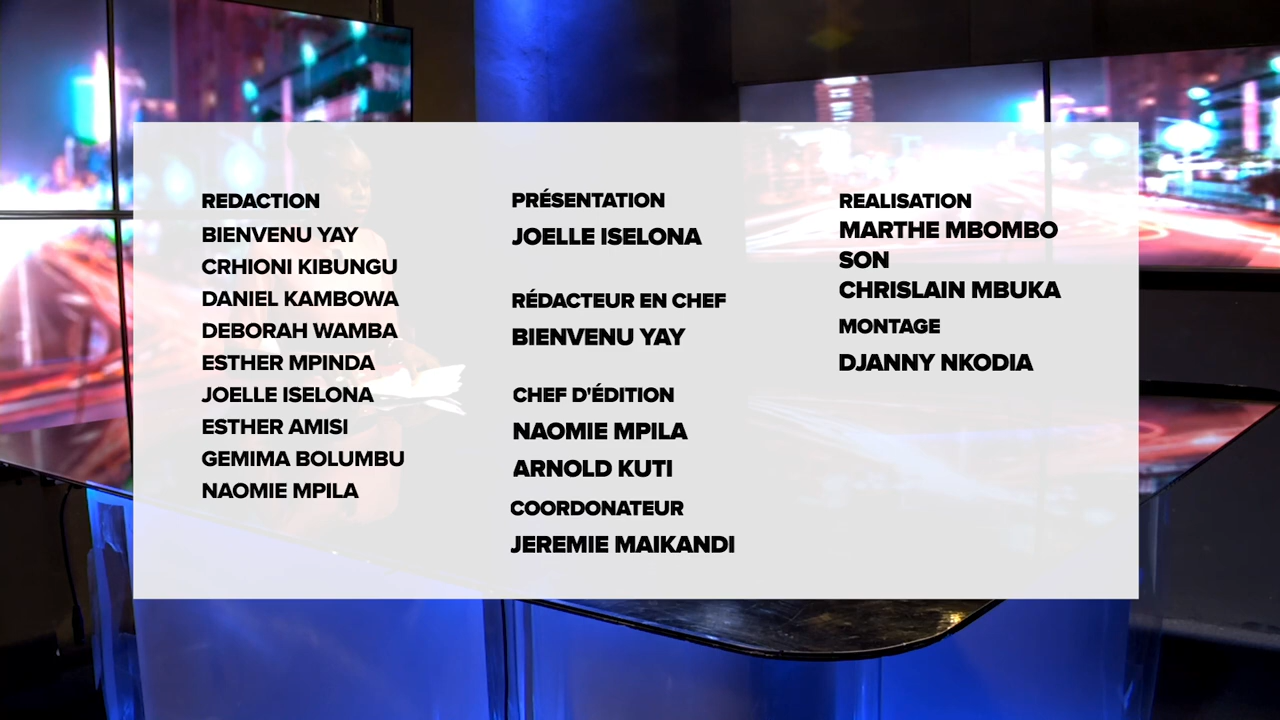 REDACTION
BIENVENU YAY
CRHIONI KIBUNGU
DANIEL KAMBOWA
DEBORAH WAMBA
ESTHER MPINDA
JOELLE ISELONA
ESTHER AMISI
GEMIMA BOLUMBU
NAOMIE MPILA
PRÉSENTATION
JOELLE ISELONA
RÉDACTEUR EN CHEF
BIENVENU YAY
CHEF D'ÉDITION
NAOMIE MPILA
ARNOLD KUTI
COORDONATEUR
JEREMIE MAIKANDI
REALISATION
MARTHE MBOMBO
SON
CHRISLAIN MBUKA
MONTAGE
DJANNY NKODIA